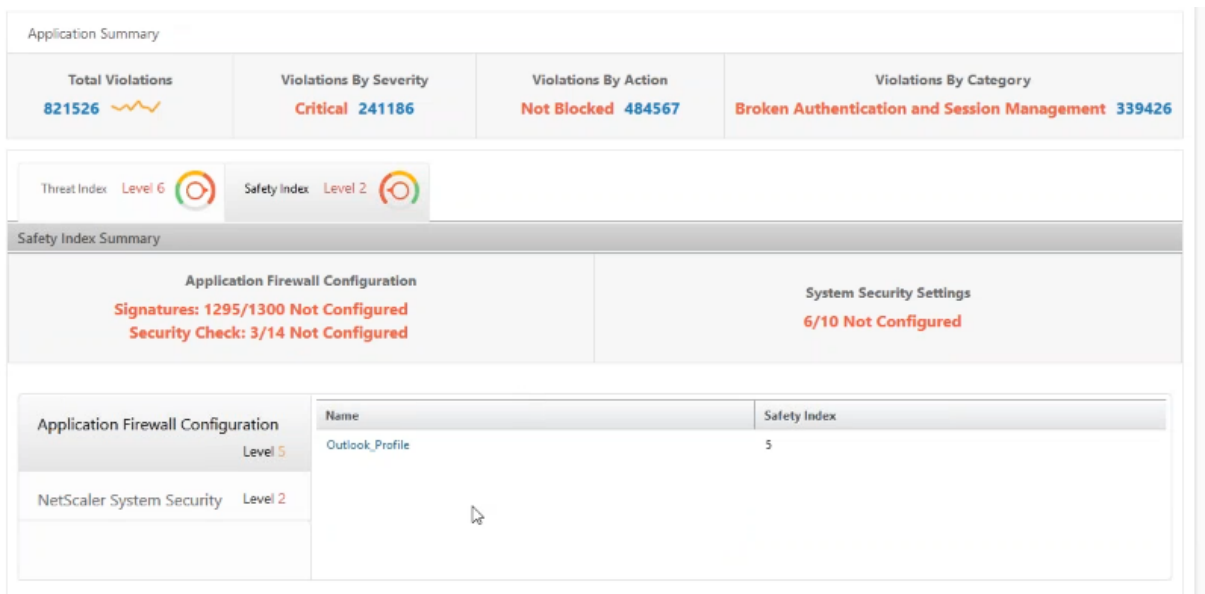 Application Summary
Total Violations
821526
Violations By Severity
Critical 241186
Violations By Action
Not Blocked 484567
Violations By Category
Broken Authentication and Session Management 339426
Threat Index Level 6
Safety Index Level 2
Safety Index Summary
Application Firewall Configuration
Signatures: 1295/1300 Not Configured
Security Check: 3/14 Not Configured
System Security Settings
6/10 Not Configured
Application Firewall Configuration
Level 5
NetScaler System Security Level 2
Name Safety Index
Outlook_Profile 5